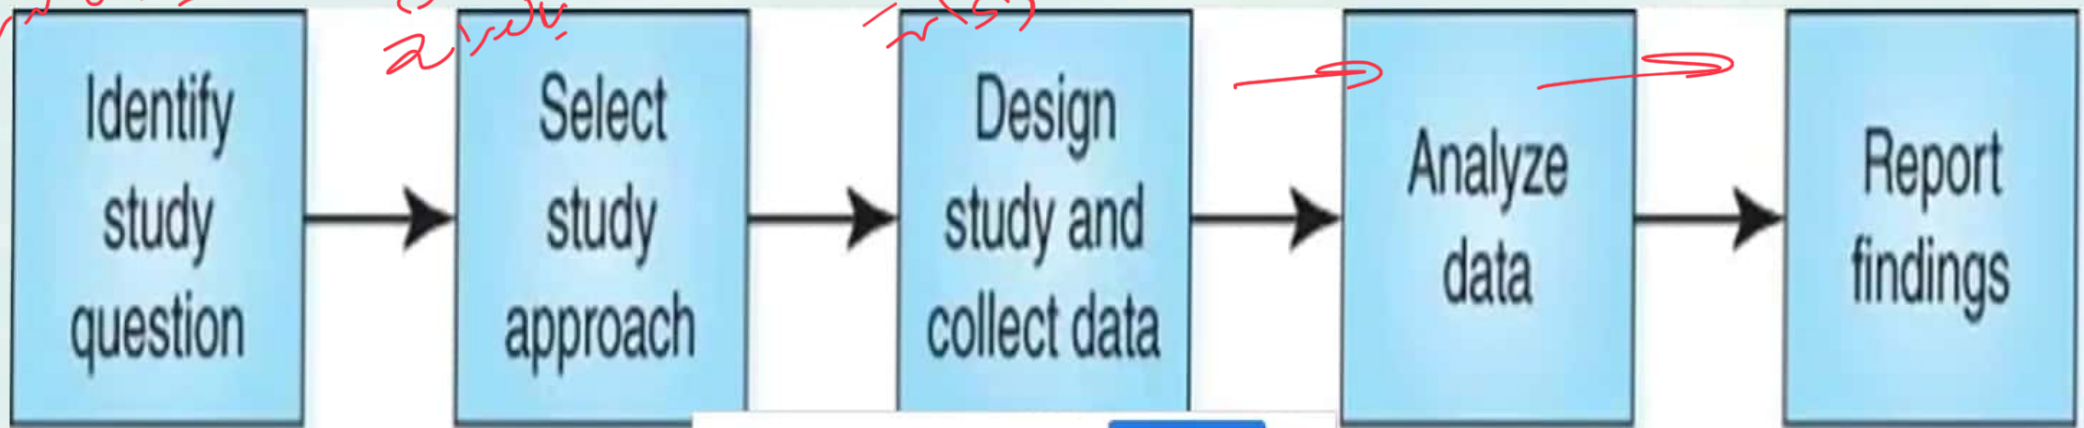 Identify
study
question
Select
study
approach
Design
study and
collect data
Analyze
data
Report
findings